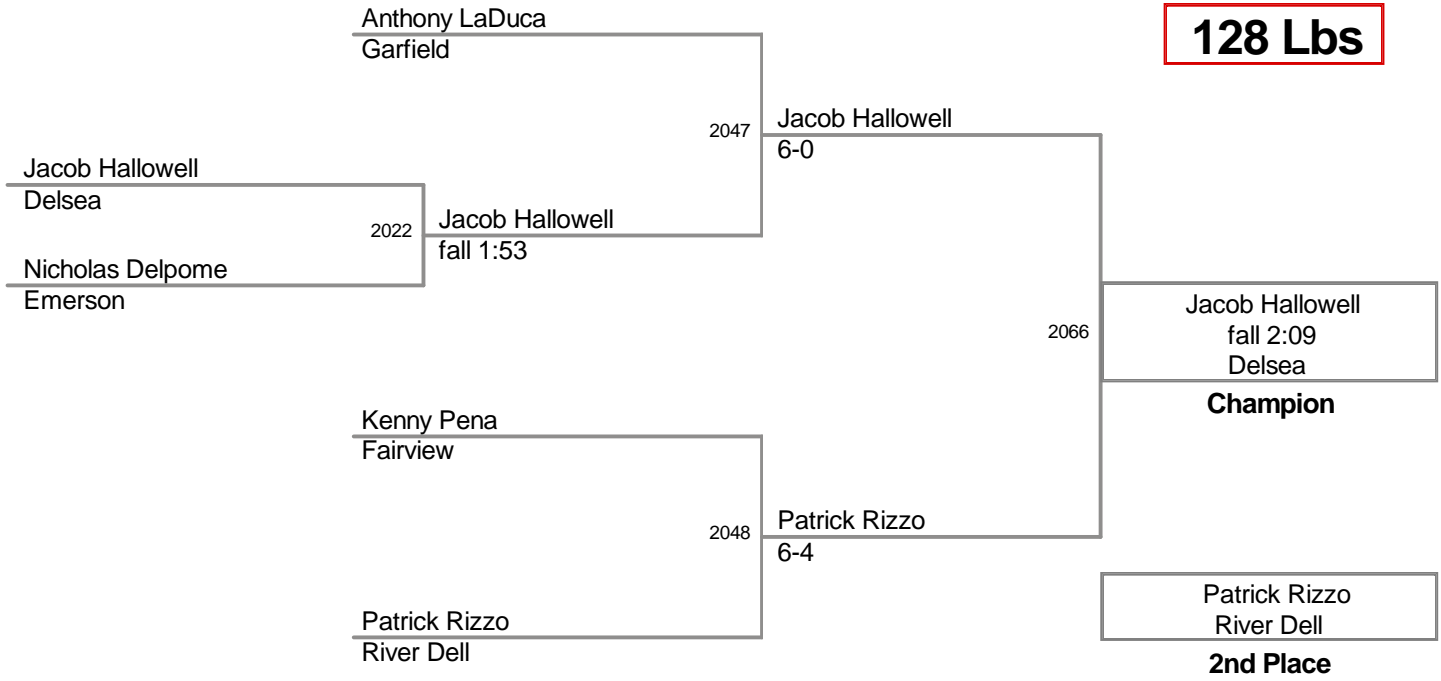 Anthony LaDuca
Garfield
128 Lbs
2047
Jacob Hallowell
6-0
Jacob Hallowell
Delsea
2022
Jacob Hallowell
fall 1:53
Nicholas Delpome
Emerson
2066
Jacob Hallowell
fall 2:09
Delsea
Champion
Kenny Pena
Fairview
2048
Patrick Rizzo
6-4
Patrick Rizzo
River Dell
Patrick Rizzo
River Dell
2nd Place